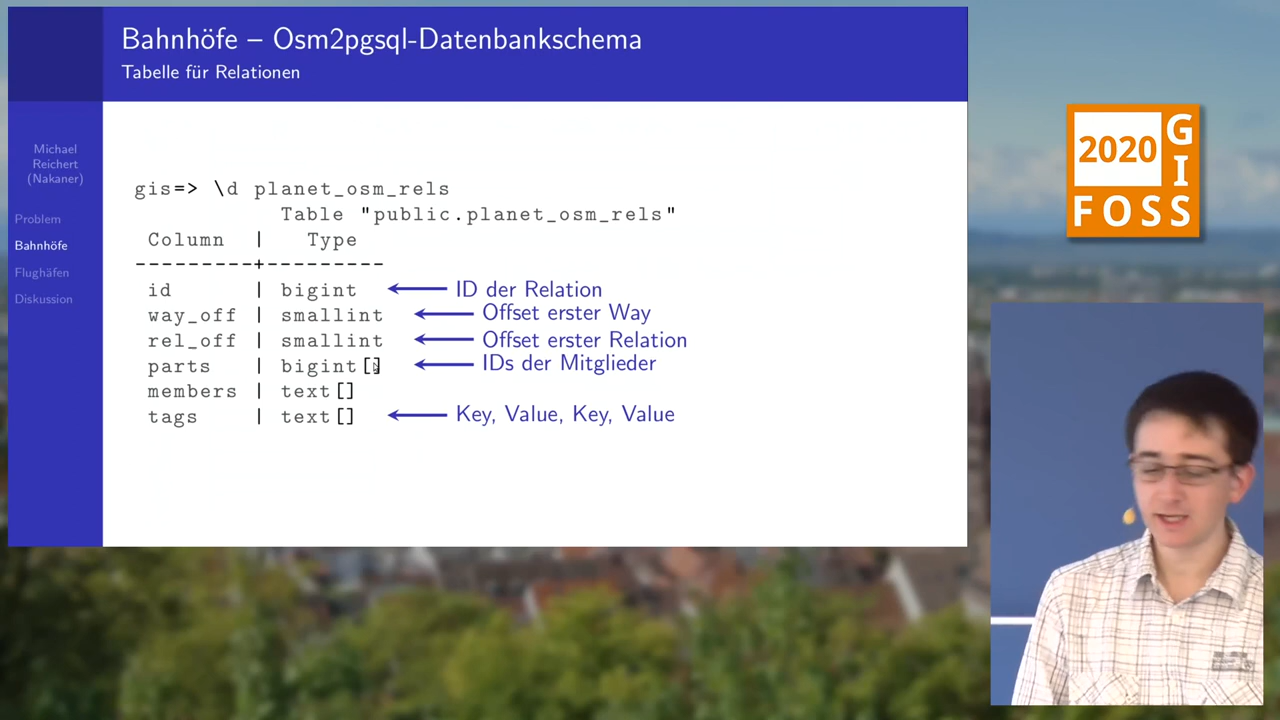 Bahnhöfe – Osm2pgsql-Datenbankschema
Tabelle für Relationen
Michael
Reichert
(Nakaner)
Problem
Bahnhöfe
Flughäfen
Diskussion
gis=> \d planet_osm_rels
Table "public.planet_osm_rels"
Column | Type
---------+---------
id | bigint ID der Relation
way_off | smallint Offset erster Way
rel_off | smallint Offset erster Relation
parts | bigint[] IDs der Mitglieder
members | text[]
tags | text[] Key, Value, Key, Value
2020
GI
FOSS